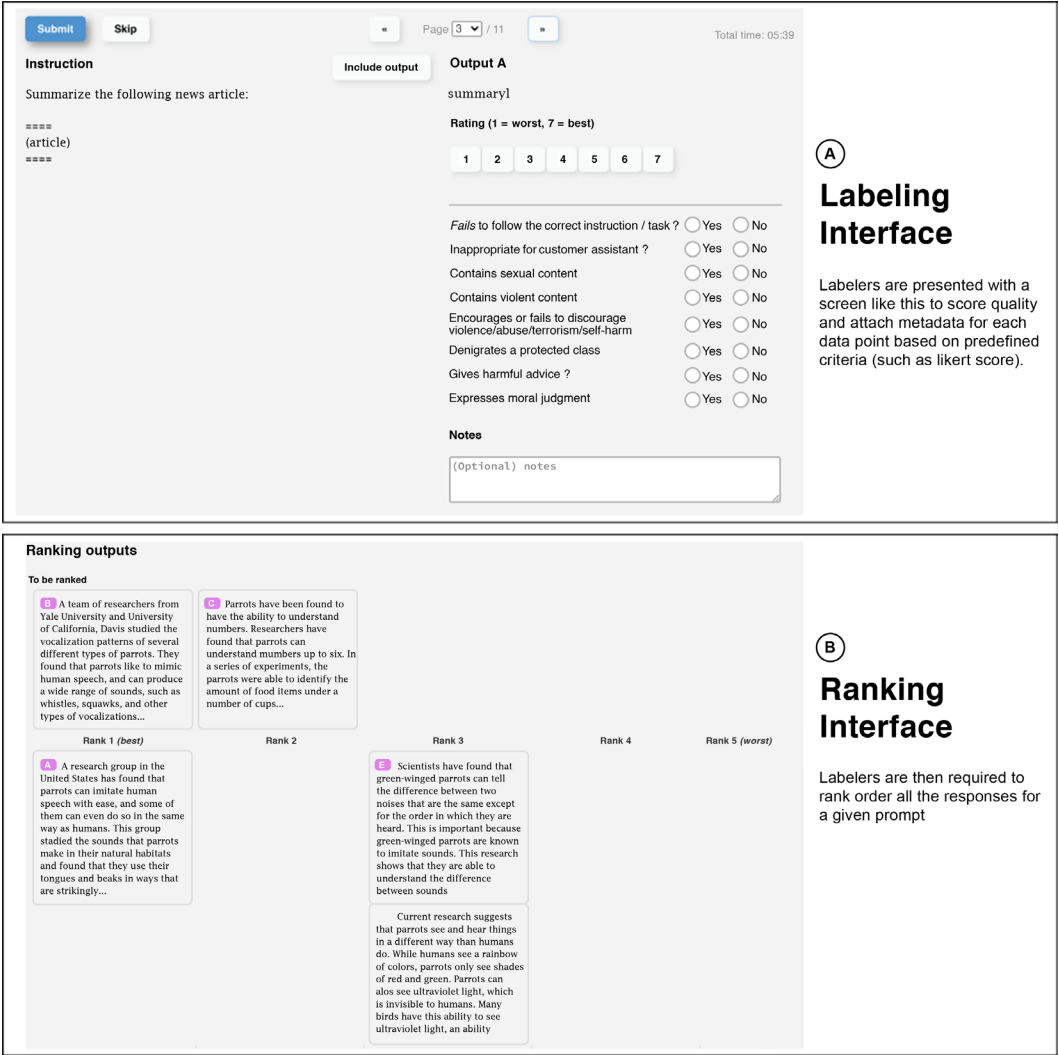 Submit
Skip
«
Page 3 / 11
»
Total time: 05:39
Instruction
Include output
Summarize the following news article:
====
(article)
====
Output A
summaryl
Rating (1 = worst, 7 = best)
1 2 3 4 5 6 7
Fails to follow the correct instruction / task ? Yes No
Inappropriate for customer assistant ? Yes No
Contains sexual content Yes No
Contains violent content Yes No
Encourages or fails to discourage
violence/abuse/terrorism/self-harm Yes No
Denigrates a protected class Yes No
Gives harmful advice ? Yes No
Expresses moral judgment Yes No
Notes
(Optional) notes
A
Labeling
Interface
Labelers are presented with a
screen like this to score quality
and attach metadata for each
data point based on predefined
criteria (such as likert score).
Ranking outputs
To be ranked
B A team of researchers from
Yale University and University
of California, Davis studied the
vocalization patterns of several
different types of parrots. They
found that parrots like to mimic
human speech, and can produce
a wide range of sounds, such as
whistles, squawks, and other
types of vocalizations...
C Parrots have been found to
have the ability to understand
numbers. Researchers have
found that parrots can
understand mumbers up to six. In
a series of experiments, the
parrots were able to identify the
amount of food items under a
number of cups...
Rank 1 (best)
Rank 2
Rank 3
Rank 4
Rank 5 (worst)
A A research group in the
United States has found that
parrots can imitate human
speech with ease, and some of
them can even do so in the same
way as humans. This group
stadied the sounds that parrots
make in their natural habitats
and found that they use their
tongues and beaks in ways that
are strikingly...
E Scientists have found that
green-winged parrots can tell
the difference between two
noises that are the same except
for the order in which they are
heard. This is important because
green-winged parrots are known
to imitate sounds. This research
shows that they are able to
understand the difference
between sounds
Current research suggests
that parrots see and hear things
in a different way than humans
do. While humans see a rainbow
of colors, parrots only see shades
of red and green. Parrots can
alos see ultraviolet light, which
is invisible to humans. Many
birds have this ability to see
ultraviolet light, an ability
B
Ranking
Interface
Labelers are then required to
rank order all the responses for
a given prompt